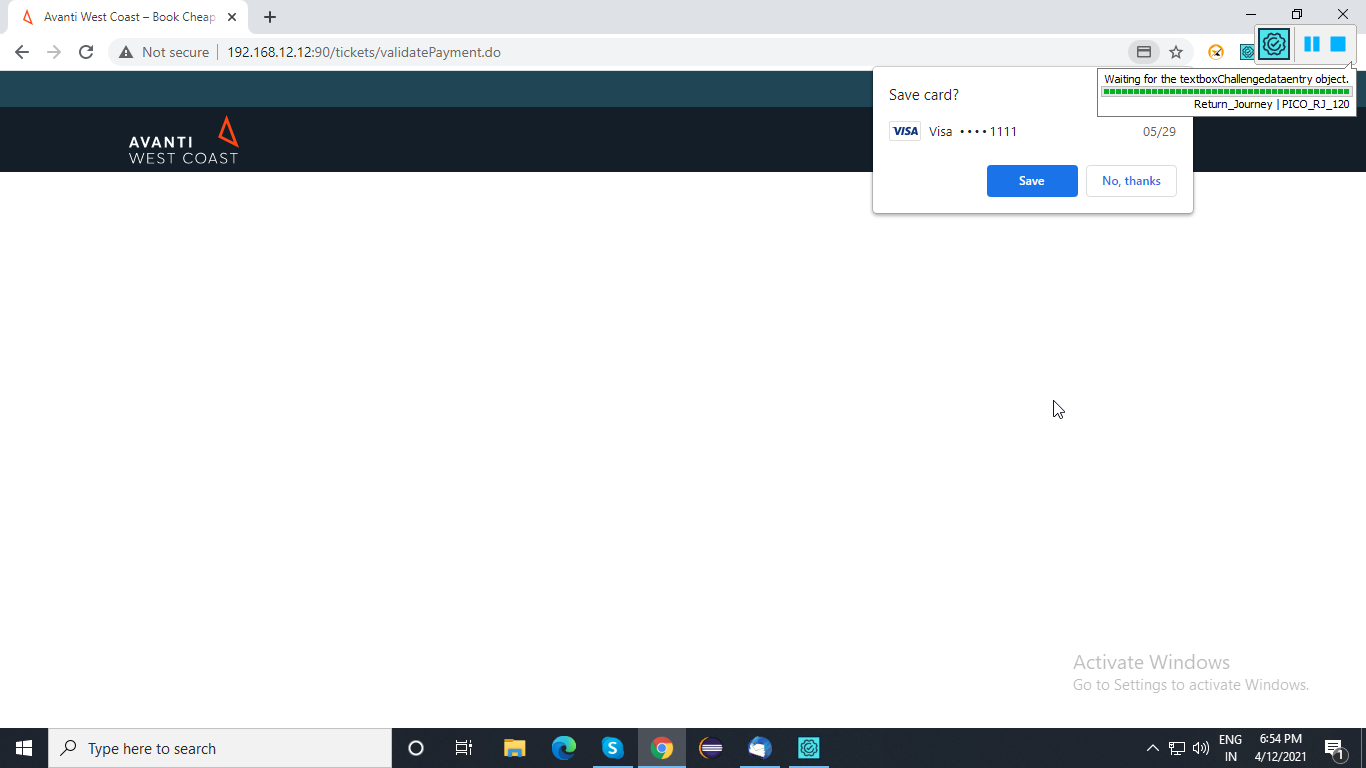 Avanti West Coast – Book Cheap
Not secure
192.168.12.12:90/tickets/validatePayment.do
Waiting for the textboxChallengedataentry object.
Return_Journey | PICO_RJ_120
Save card?
VISA Visa ••••1111 05/29
Save No, thanks
AVANTI
WEST COAST
Activate Windows
Go to Settings to activate Windows.
Type here to search
ENG
IN
6:54 PM
4/12/2021
1